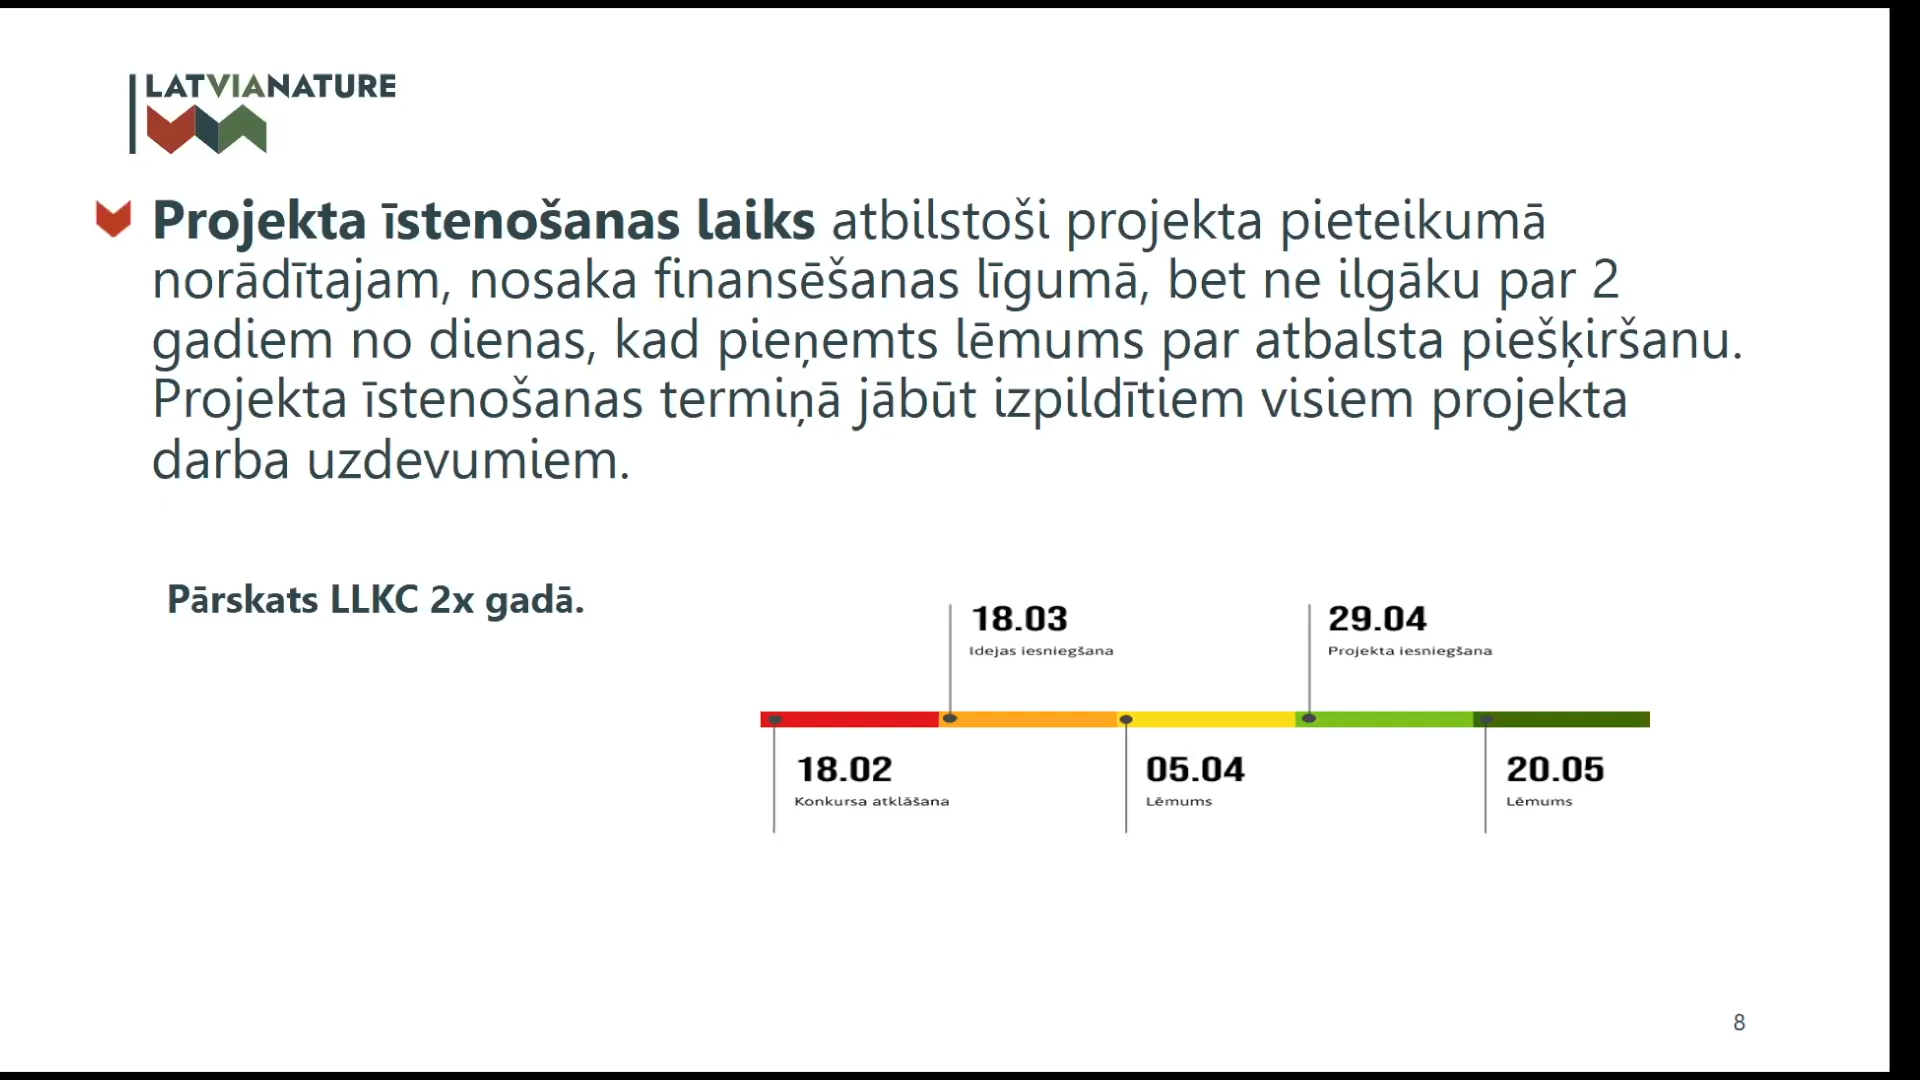 LATVIANATURE
Projekta īstenošanas laiks atbilstoši projekta pieteikumā
norādītajam, nosaka finansēšanas līgumā, bet ne ilgāku par 2
gadiem no dienas, kad pieņemts lēmums par atbalsta piešķiršanu.
Projekta īstenošanas termiņā jābūt izpildītiem visiem projekta
darba uzdevumiem.
Pārskats LLKC 2x gadā.
18.03
Idejas iesniegšana
29.04
Projekta iesniegšana
18.02
Konkursa atklāšana
05.04
Lēmums
20.05
Lēmums
8